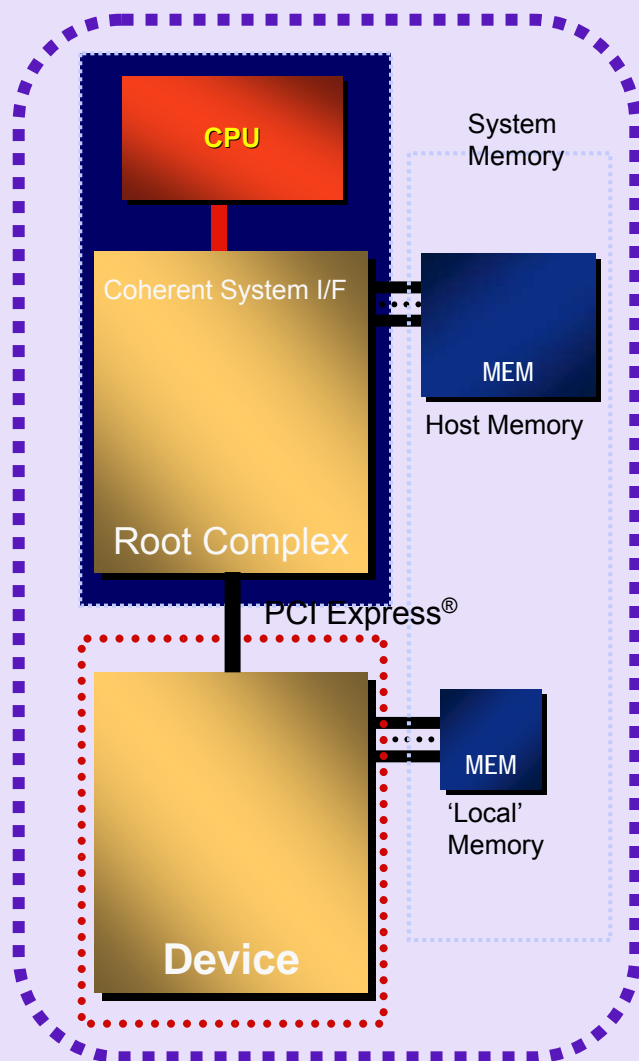 CPU
System
Memory
Coherent System I/F
MEM
Host Memory
Root Complex
PCI Express®
MEM
‘Local’
Memory
Device